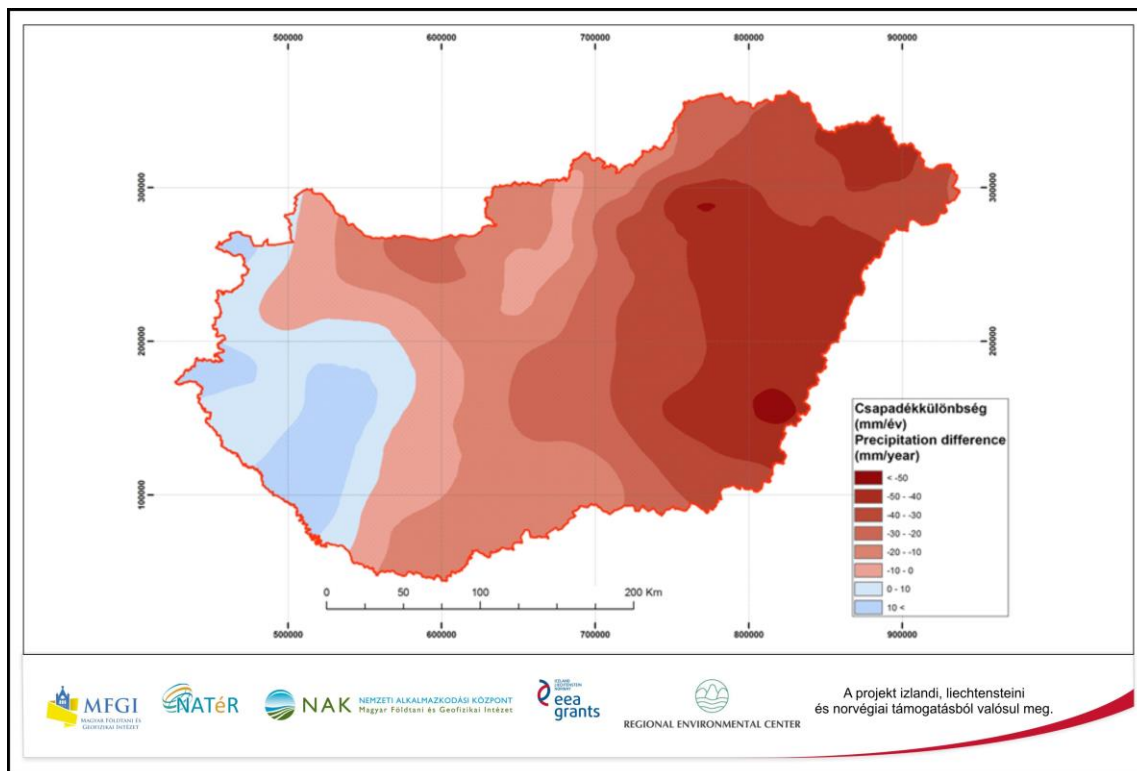 500000 600000 700000 800000 900000
300000 300000
200000 200000
100000 100000
Csapadékkülönbség
(mm/év)
Precipitation difference
(mm/year)
< -50
-50 - -40
-40 - -30
-30 - -20
-20 - -10
-10 - 0
0 - 10
10 <
0 50 100 200 Km
500000 600000 700000 800000 900000
MFGI
MAGYAR FÖLDTANI ÉS
GEOFIZIKAI INTÉZET
NATéR
NAK NEMZETI ALKALMAZKODÁSI KÖZPONT
Magyar Földtani és Geofizikai Intézet
IZLAND
LIECHTENSTEIN
NORVÉGIA
eea
grants
REGIONAL ENVIRONMENTAL CENTER
A projekt izlandi, liechtensteini
és norvégiai támogatásból valósul meg.